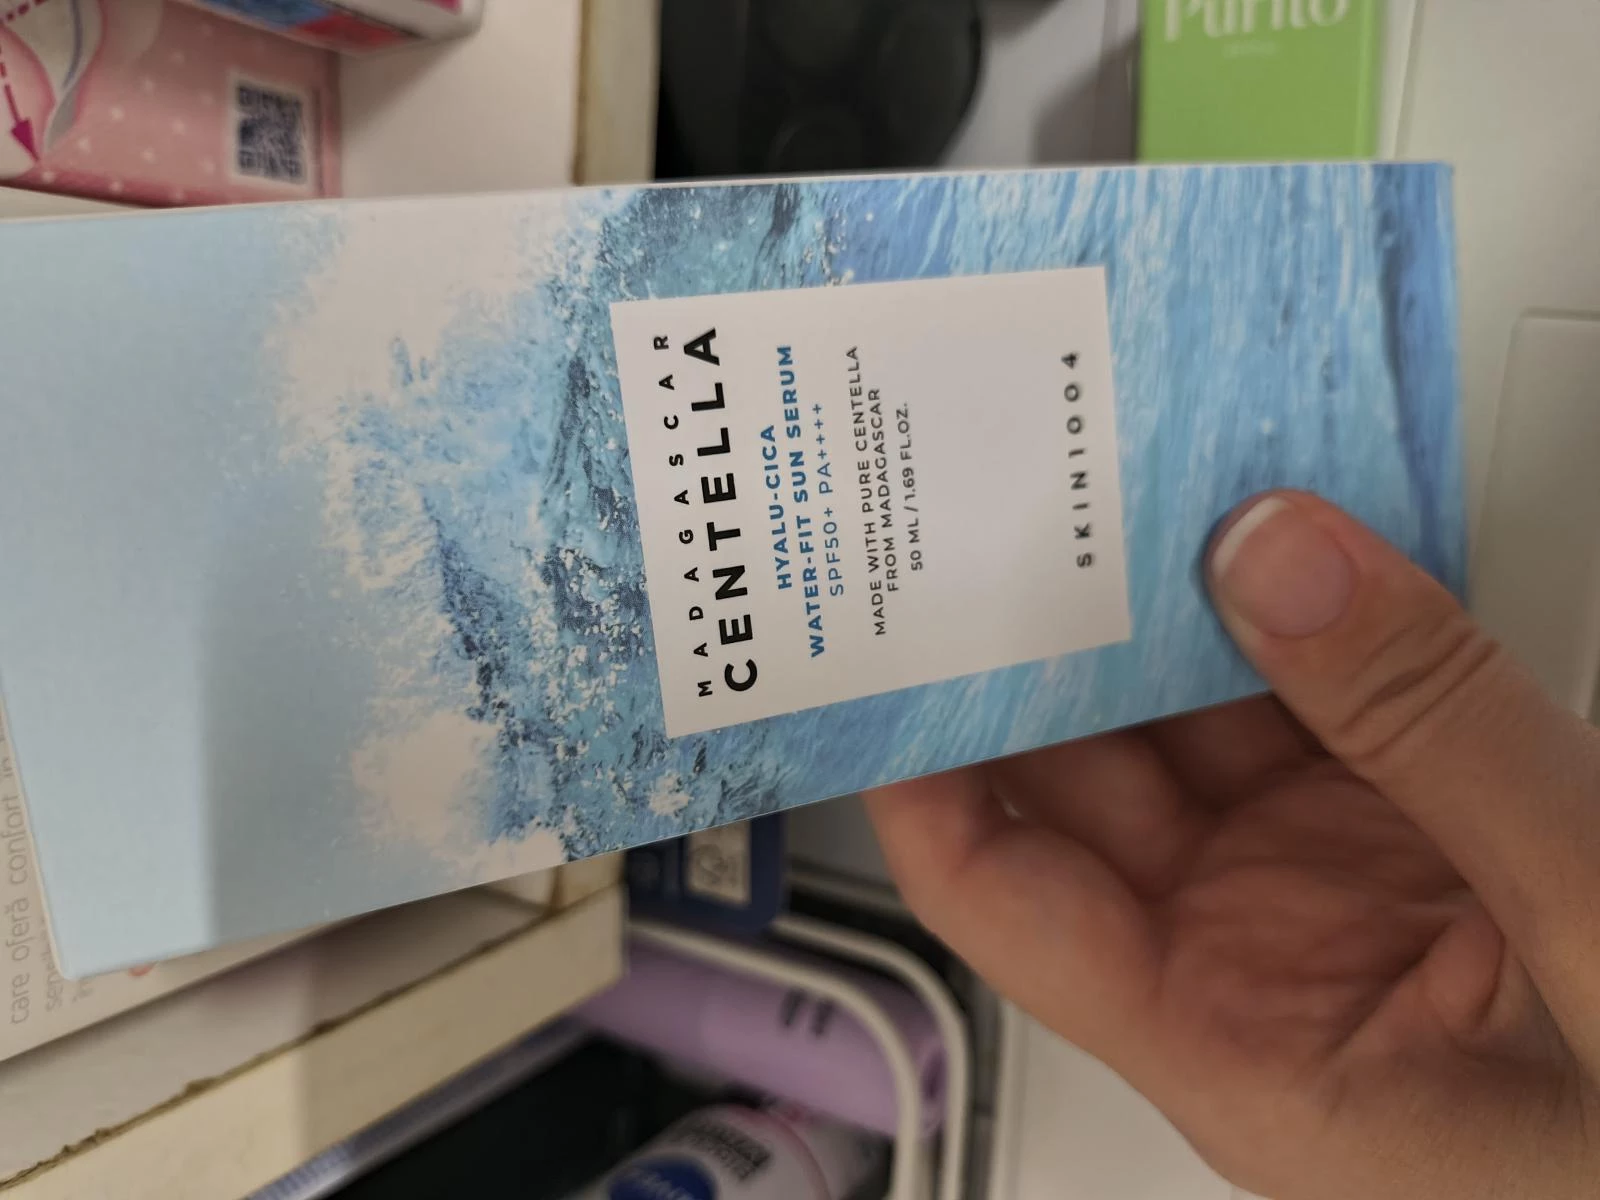 MADAGASCAR
CENTELLA
HYALU-CICA
WATER-FIT SUN SERUM
SPF50+ PA++++
MADE WITH PURE CENTELLA
FROM MADAGASCAR
50 ML / 1.69 FL.OZ.
SKIN1004
Purito
care oferă confort în